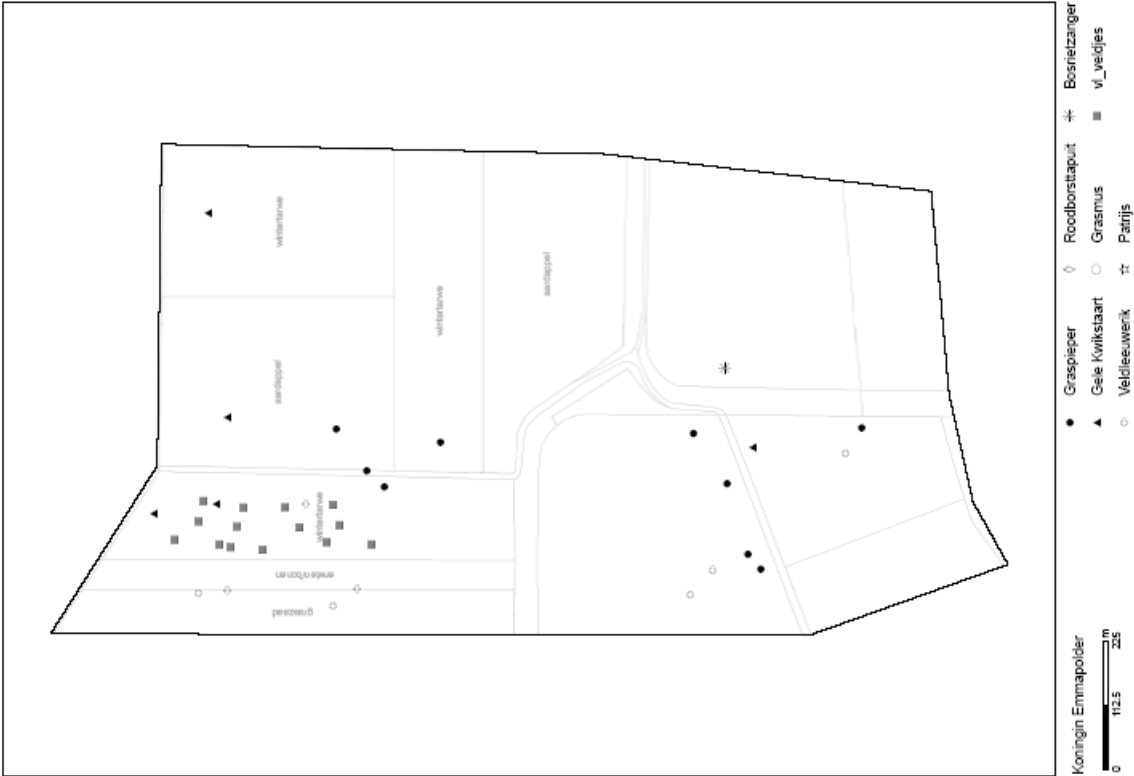 wintertarwe
aardappel
wintertarwe
aardappel
wintertarwe
erwten/bonen
graszaad
Koningin Emmapolder
0 112.5 225 m
Graspieper
Gele Kwikstaart
Veldleeuwerik
Roodborsttapuit
Grasmus
Patrijs
Bosrietzanger
vl_veldjes